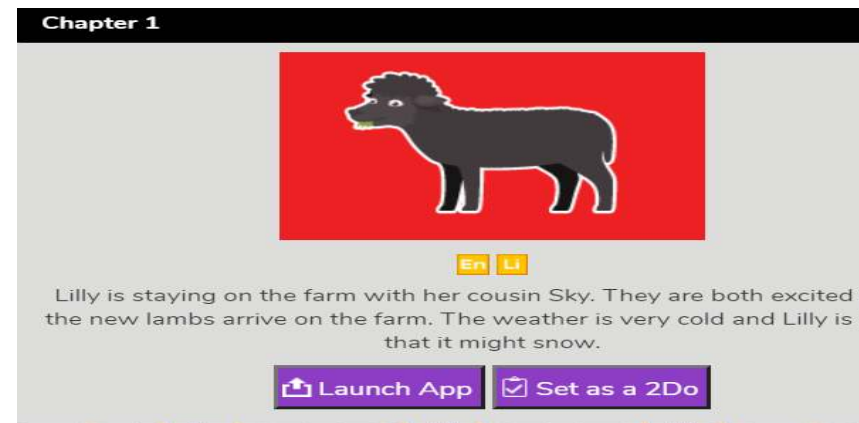 Chapter 1
En Li
Lilly is staying on the farm with her cousin Sky. They are both excited
the new lambs arrive on the farm. The weather is very cold and Lilly is
that it might snow.
Launch App Set as a 2Do